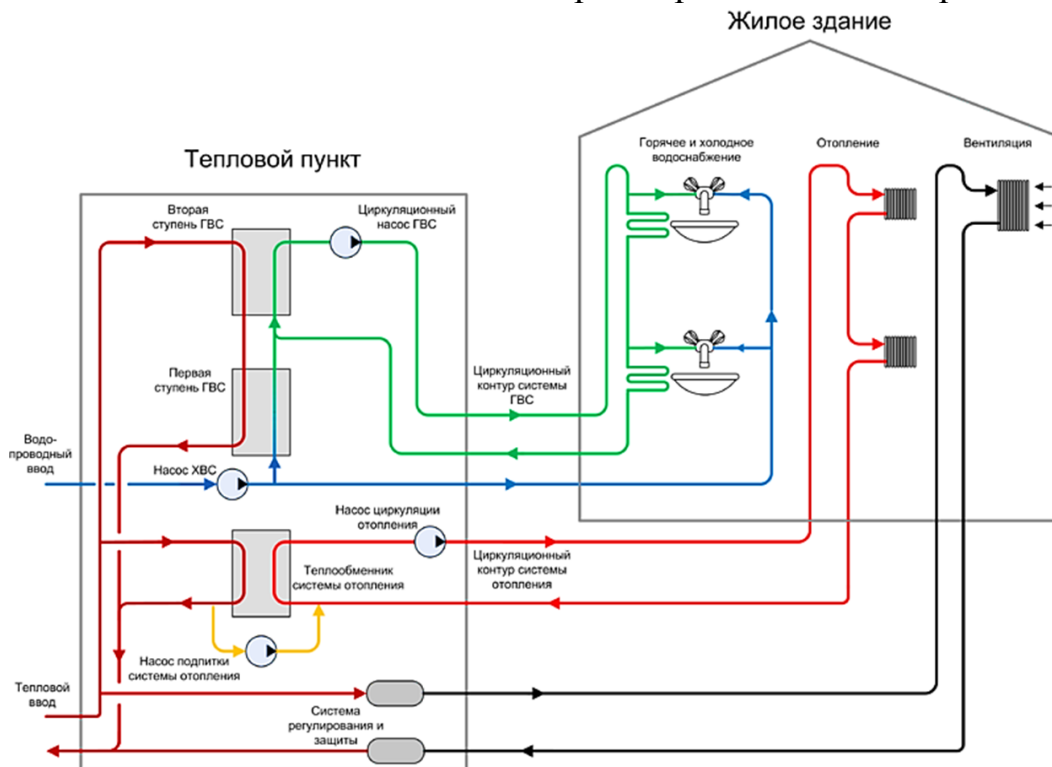 Жилое здание
Тепловой пункт
Горячее и холодное
водоснабжение
Отопление
Вентиляция
Вторая
ступень ГВС
Циркуляционный
насос ГВС
Первая
ступень ГВС
Циркуляционный
контур системы
ГВС
Водо-
проводный
ввод
Насос ХВС
Насос циркуляции
отопления
Теплообменник
системы отопления
Циркуляционный
контур системы
отопления
Насос подпитки
системы отопления
Тепловой
ввод
Система
регулирования и
защиты